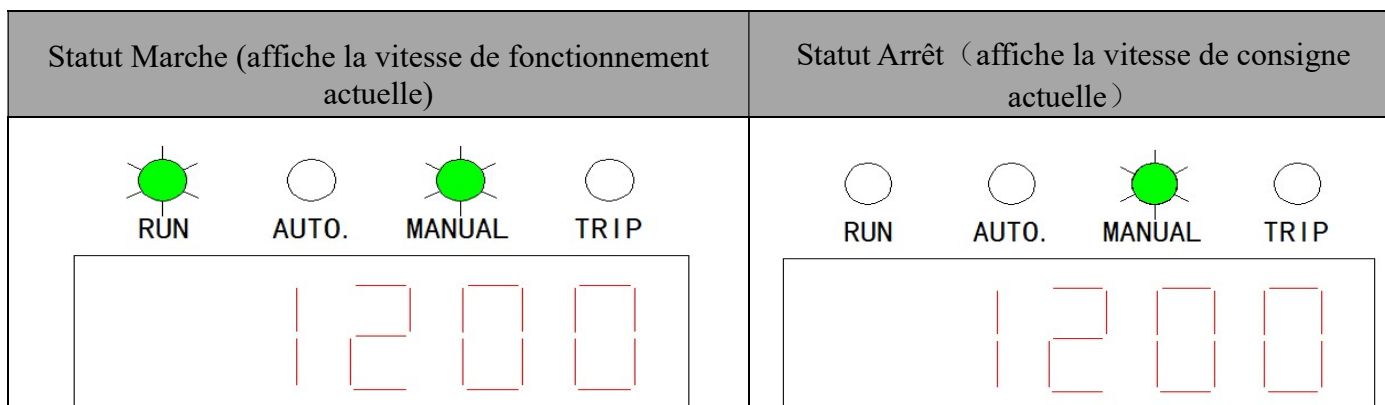 Statut Marche (affiche la vitesse de fonctionnement
actuelle)
Statut Arrêt（affiche la vitesse de consigne
actuelle）
RUN AUTO. MANUAL TRIP
1200
RUN AUTO. MANUAL TRIP
1200